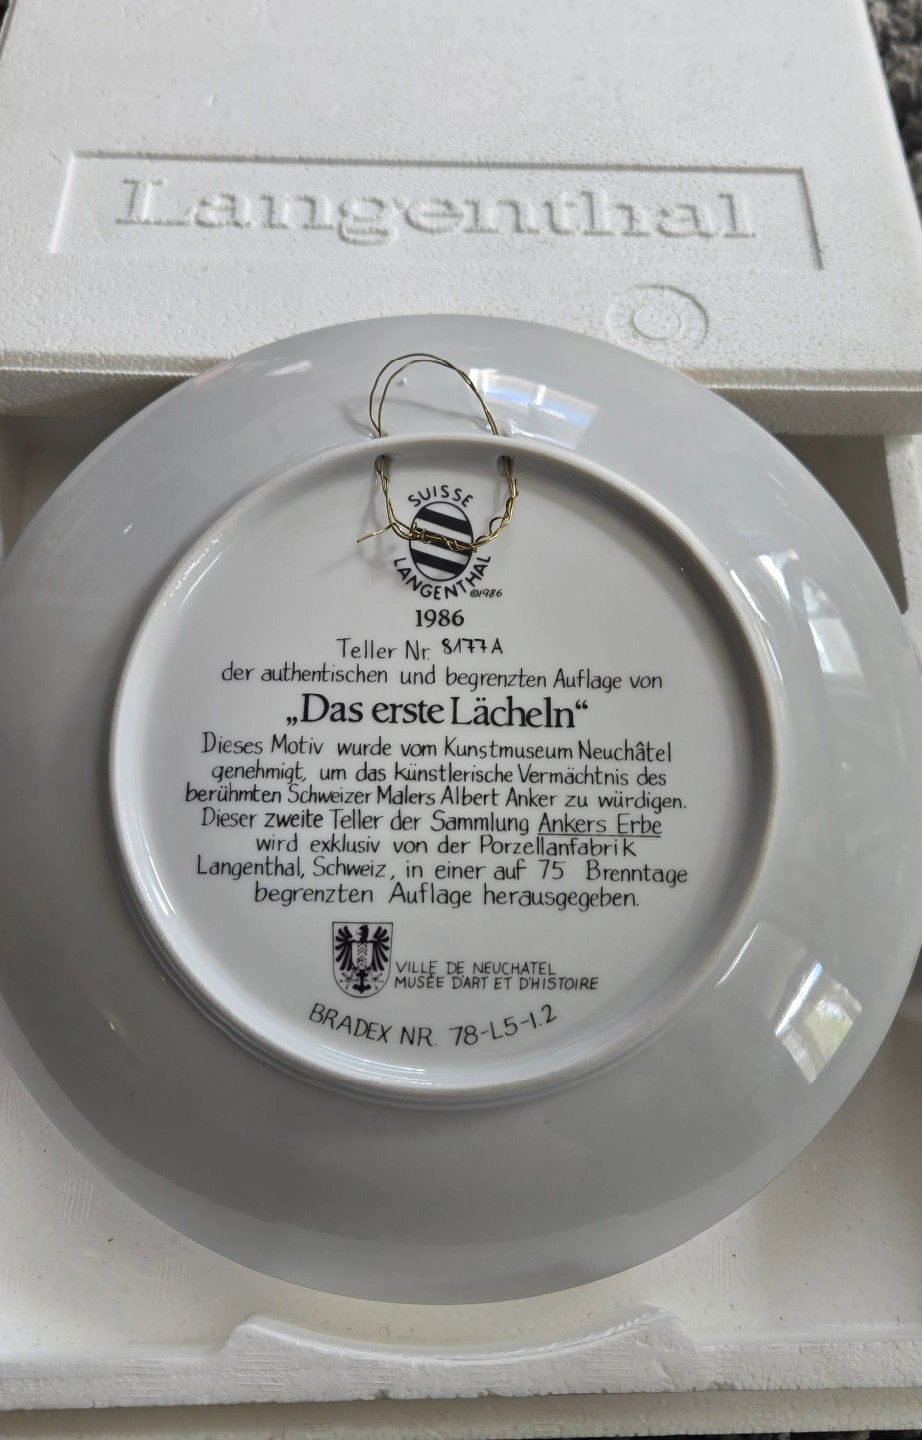 Langenthal
SUISSE
LANGENTHAL
©1986
1986
Teller Nr. 8177A
der authentischen und begrenzten Auflage von
„Das erste Lächeln“
Dieses Motiv wurde vom Kunstmuseum Neuchâtel
genehmigt, um das künstlerische Vermächtnis des
berühmten Schweizer Malers Albert Anker zu würdigen.
Dieser zweite Teller der Sammlung Ankers Erbe
wird exklusiv von der Porzellanfabrik
Langenthal, Schweiz, in einer auf 75 Brenntage
begrenzten Auflage herausgegeben.
VILLE DE NEUCHATEL
MUSÉE D'ART ET D'HISTOIRE
BRADEX NR. 78-L5-1.2